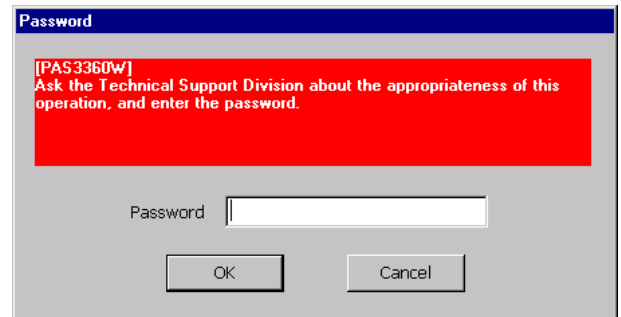 Password
[PAS3360W]
Ask the Technical Support Division about the appropriateness of this
operation, and enter the password.
Password
OK
Cancel